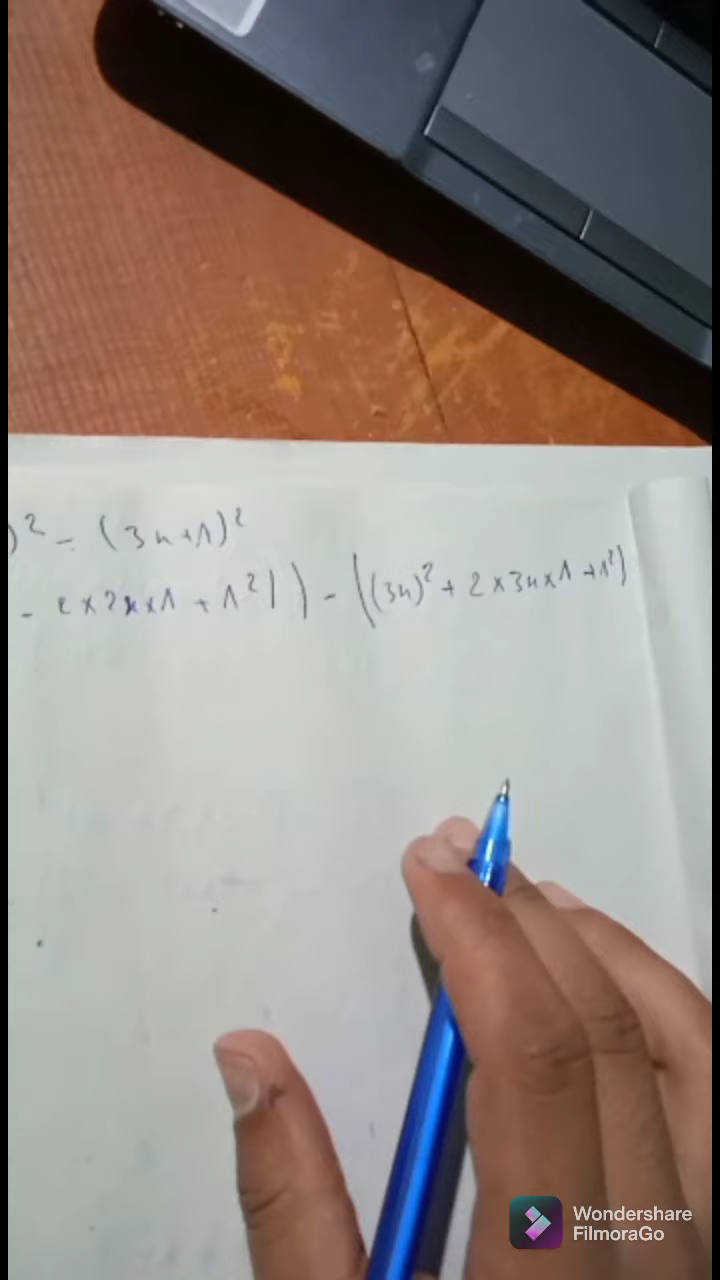 )² - (3x+1)²
- 2×2x×1 + 1²)) - ((3x)² + 2×3x×1 +1²)
Wondershare
FilmoraGo